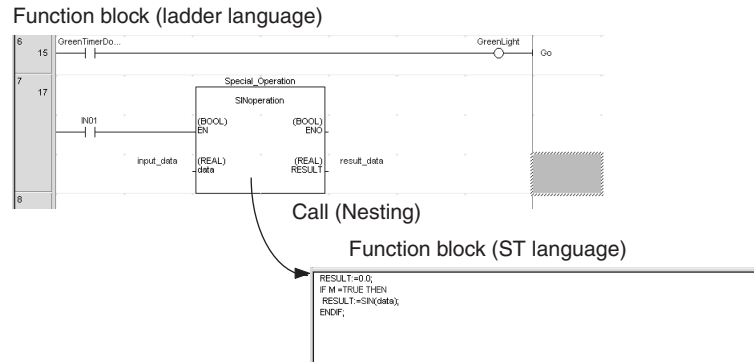 Function block (ladder language)
6
15
GreenTimerDo...
GreenLight
Go
7
17
Special_Operation
SINoperation
IN01
(BOOL)
EN
(BOOL)
ENO
input_data
(REAL)
data
(REAL)
RESULT
result_data
8
Call (Nesting)
Function block (ST language)
RESULT:=0.0;
IF M =TRUE THEN
RESULT:=SIN(data);
ENDIF;